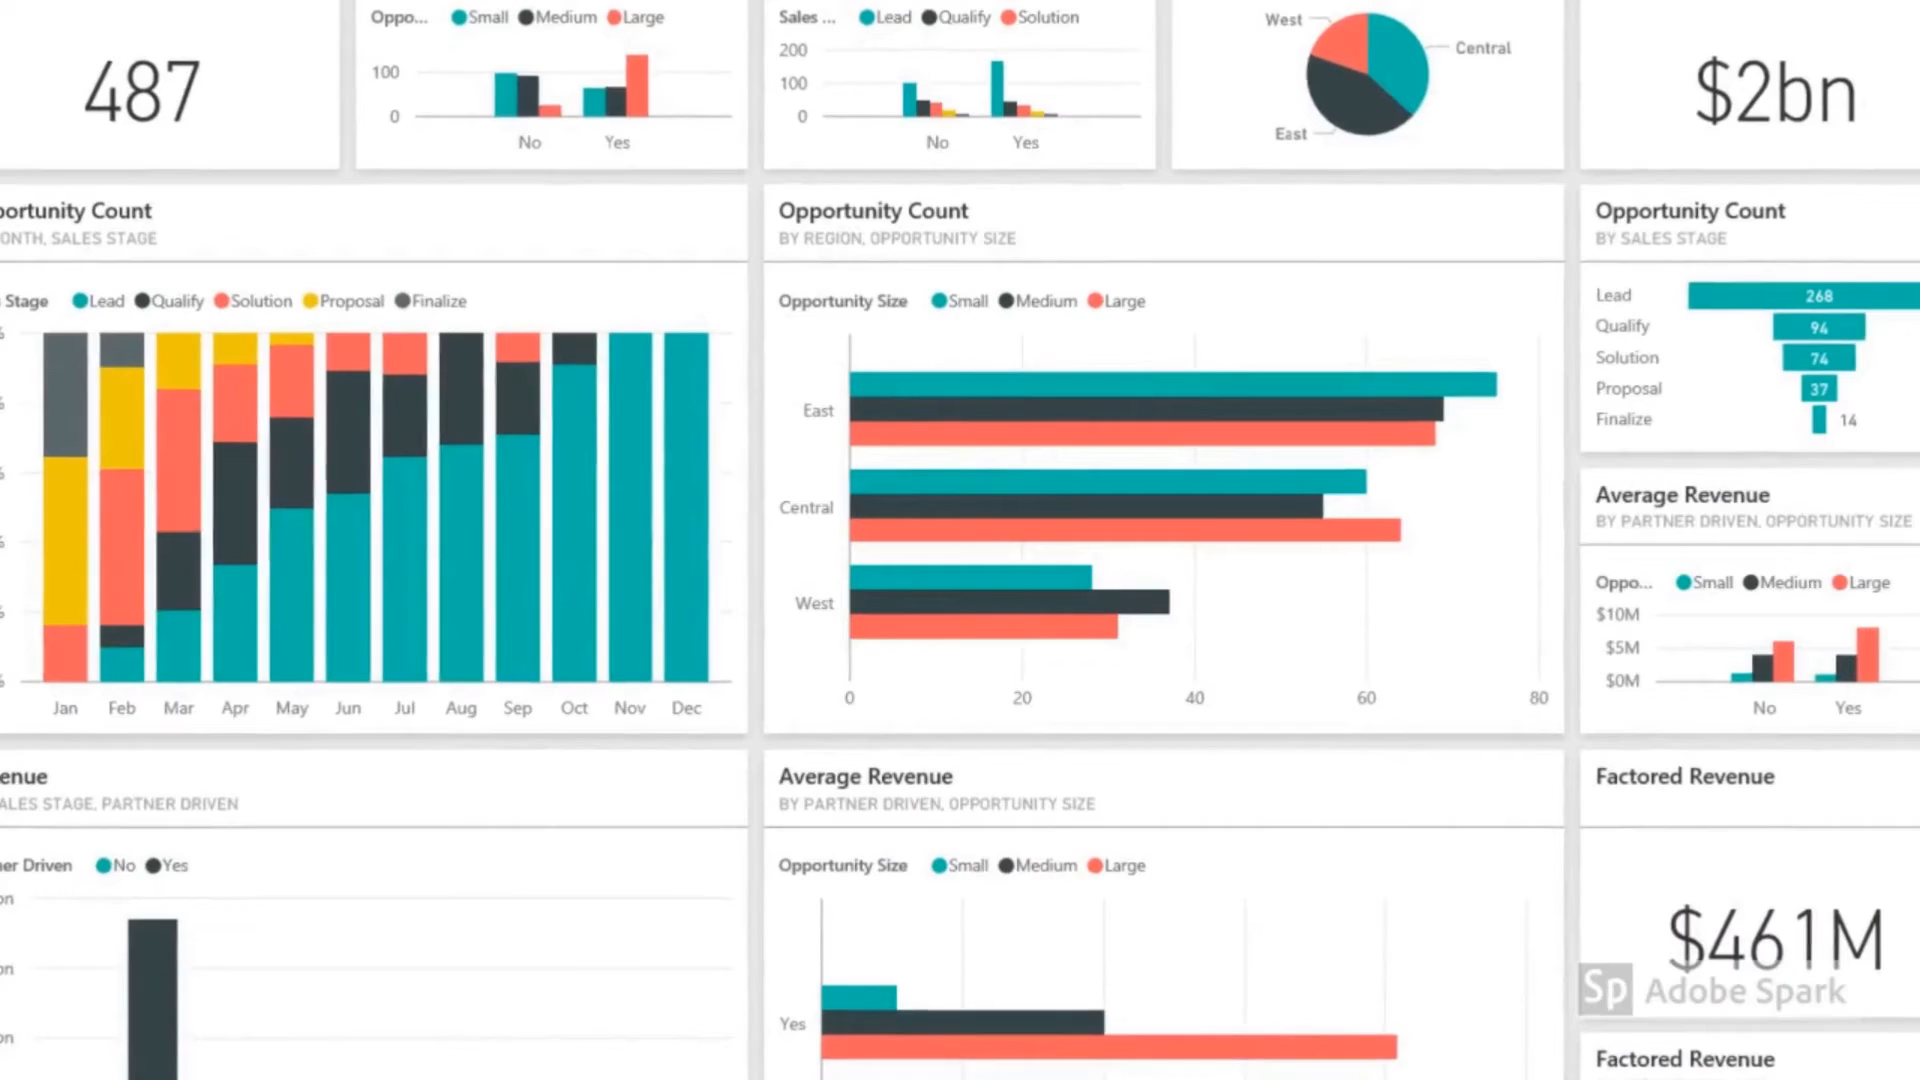 487
Oppo... Small Medium Large
100
0
No Yes
Sales ... Lead Qualify Solution
200
100
0
No Yes
West
Central
East
$2bn
portunity Count
ONTH, SALES STAGE
Stage Lead Qualify Solution Proposal Finalize
Jan Feb Mar Apr May Jun Jul Aug Sep Oct Nov Dec
Opportunity Count
BY REGION, OPPORTUNITY SIZE
Opportunity Size Small Medium Large
East
Central
West
0 20 40 60 80
Opportunity Count
BY SALES STAGE
Lead 268
Qualify 94
Solution 74
Proposal 37
Finalize 14
Average Revenue
BY PARTNER DRIVEN, OPPORTUNITY SIZE
Oppo... Small Medium Large
$10M
$5M
$0M
No Yes
enue
ALES STAGE, PARTNER DRIVEN
er Driven No Yes
on
on
on
Average Revenue
BY PARTNER DRIVEN, OPPORTUNITY SIZE
Opportunity Size Small Medium Large
Yes
Factored Revenue
$461M
Sp Adobe Spark
Factored Revenue